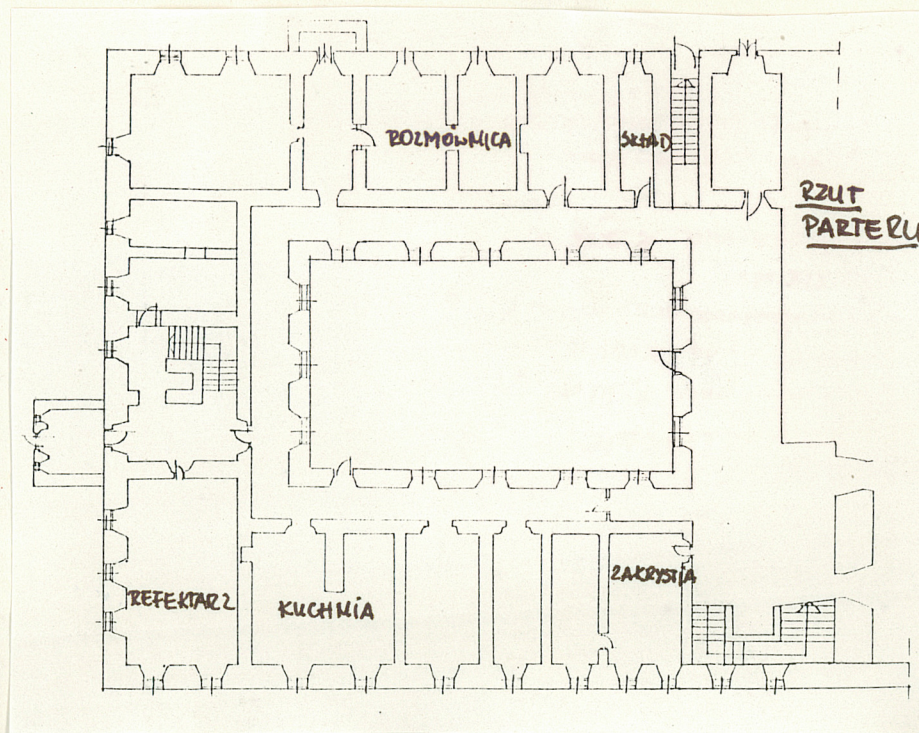 ROZMÓWNICA
SKŁAD
RZUT
PARTERU
REFEKTARZ
KUCHNIA
ZAKRYSTIA